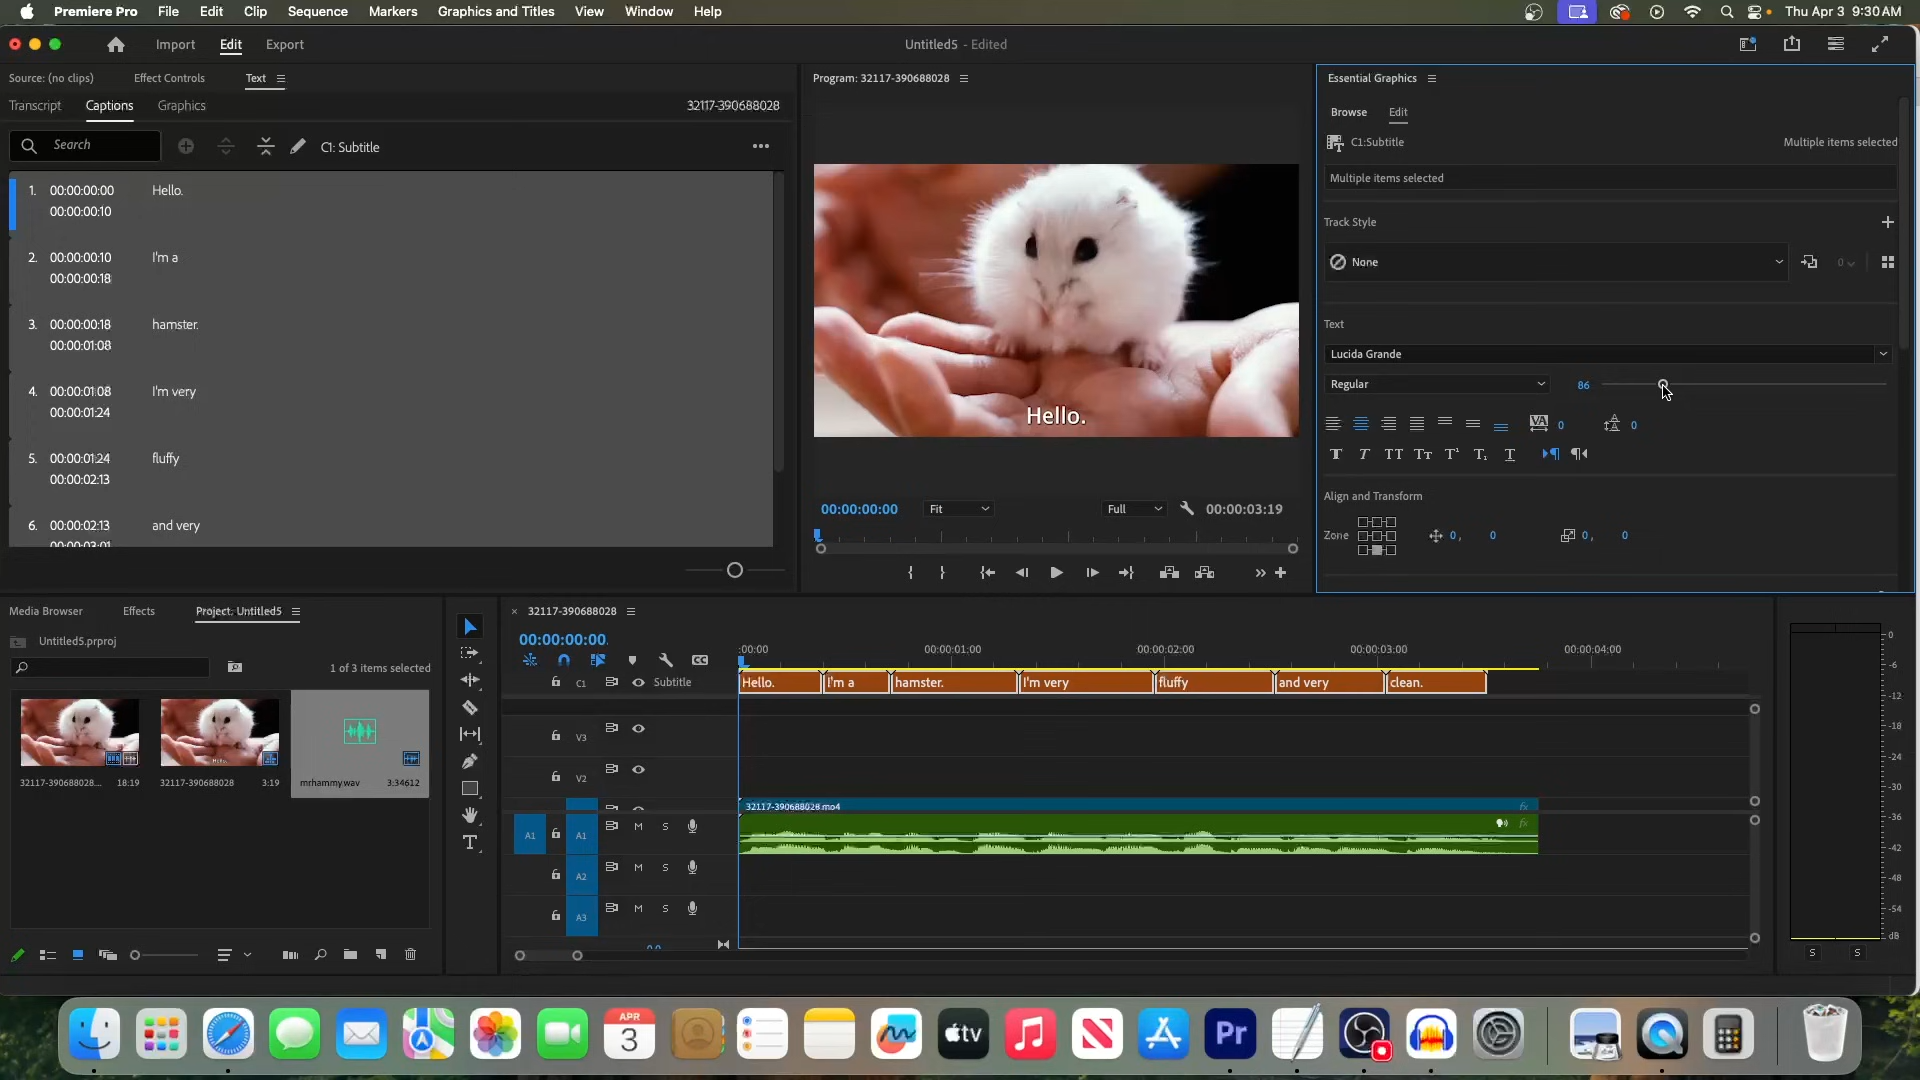 Premiere Pro File Edit Clip Sequence Markers Graphics and Titles View Window Help Thu Apr 3 9:30 AM
Import Edit Export Untitled5 - Edited
Source: (no clips) Effect Controls Text
Transcript Captions Graphics 32117-390688028
Search C1: Subtitle
1. 00:00:00:00 Hello.
00:00:00:10
2. 00:00:00:10 I'm a
00:00:00:18
3. 00:00:00:18 hamster.
00:00:01:08
4. 00:00:01:08 I'm very
00:00:01:24
5. 00:00:01:24 fluffy
00:00:02:13
6. 00:00:02:13 and very
00:00:03:01
Program: 32117-390688028
Hello.
00:00:00:00 Fit Full 00:00:03:19
Essential Graphics
Browse Edit
C1:Subtitle Multiple items selected
Multiple items selected
Track Style
None 0
Text
Lucida Grande
Regular 86
0 0
Align and Transform
Zone 0, 0 0, 0
Media Browser Effects Project: Untitled5
Untitled5.prproj
1 of 3 items selected
32117-390688028... 18:19 32117-390688028 3:19 mrhammy.wav 3:34612
32117-390688028
00:00:00:00
:00:00 00:00:01:00 00:00:02:00 00:00:03:00 00:00:04:00
C1 Subtitle Hello. I'm a hamster. I'm very fluffy and very clean.
V3
V2
32117-390688028.mp4 fx
A1 A1 M S fx
A2 M S
A3 M S
0.0
0
-6
-12
-18
-24
-30
-36
-42
-48
-54
dB
S S
APR
3
tv
Pr